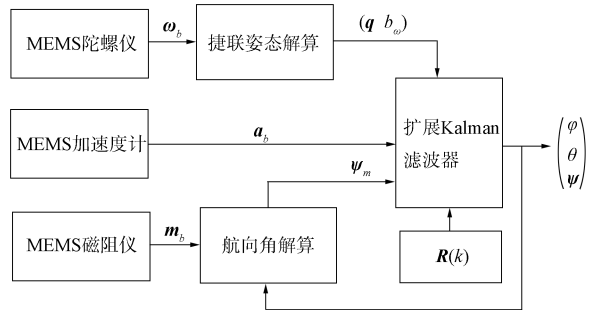 MEMS陀螺仪
ω_b
捷联姿态解算
(q b_ω)
MEMS加速度计
a_b
扩展Kalman
滤波器
φ
θ
ψ
ψ_m
MEMS磁阻仪
m_b
航向角解算
R(k)